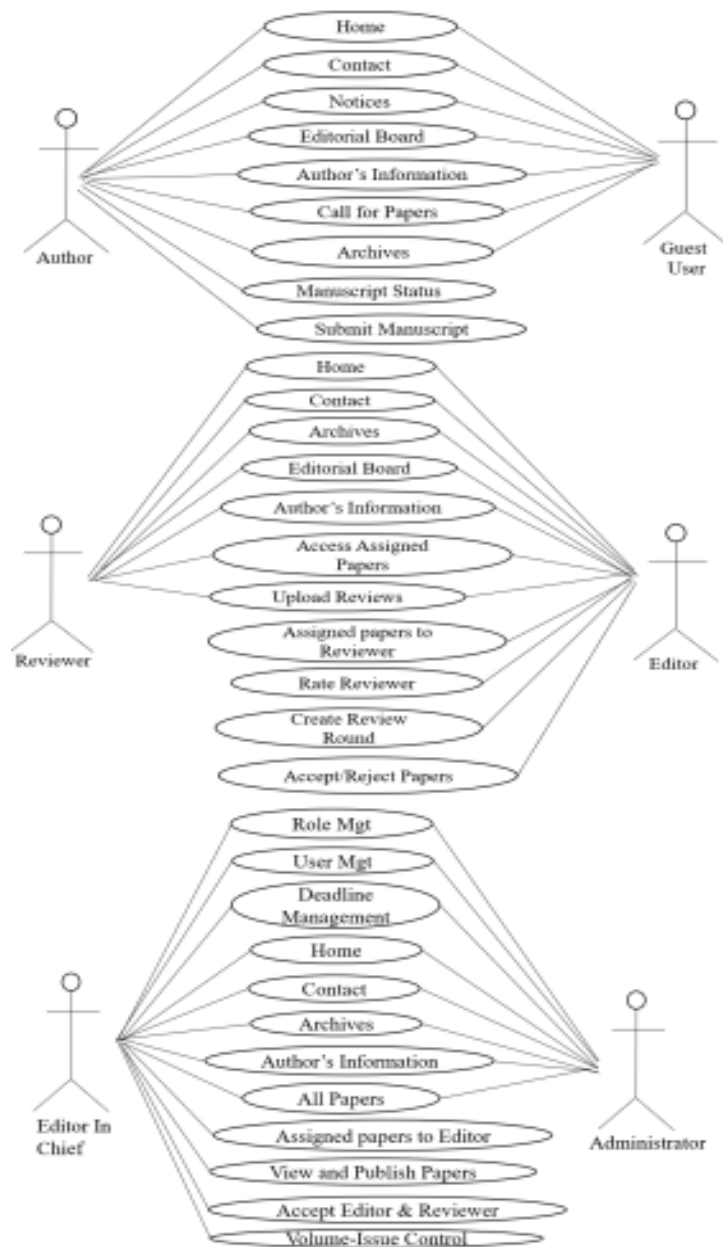 Home
Contact
Notices
Editorial Board
Author's Information
Call for Papers
Archives
Manuscript Status
Submit Manuscript
Author
Guest
User
Home
Contact
Archives
Editorial Board
Author's Information
Access Assigned
Papers
Upload Reviews
Assigned papers to
Reviewer
Rate Reviewer
Create Review
Round
Accept/Reject Papers
Reviewer
Editor
Role Mgt
User Mgt
Deadline
Management
Home
Contact
Archives
Author's Information
All Papers
Assigned papers to Editor
View and Publish Papers
Accept Editor & Reviewer
Volume-Issue Control
Editor In
Chief
Administrator